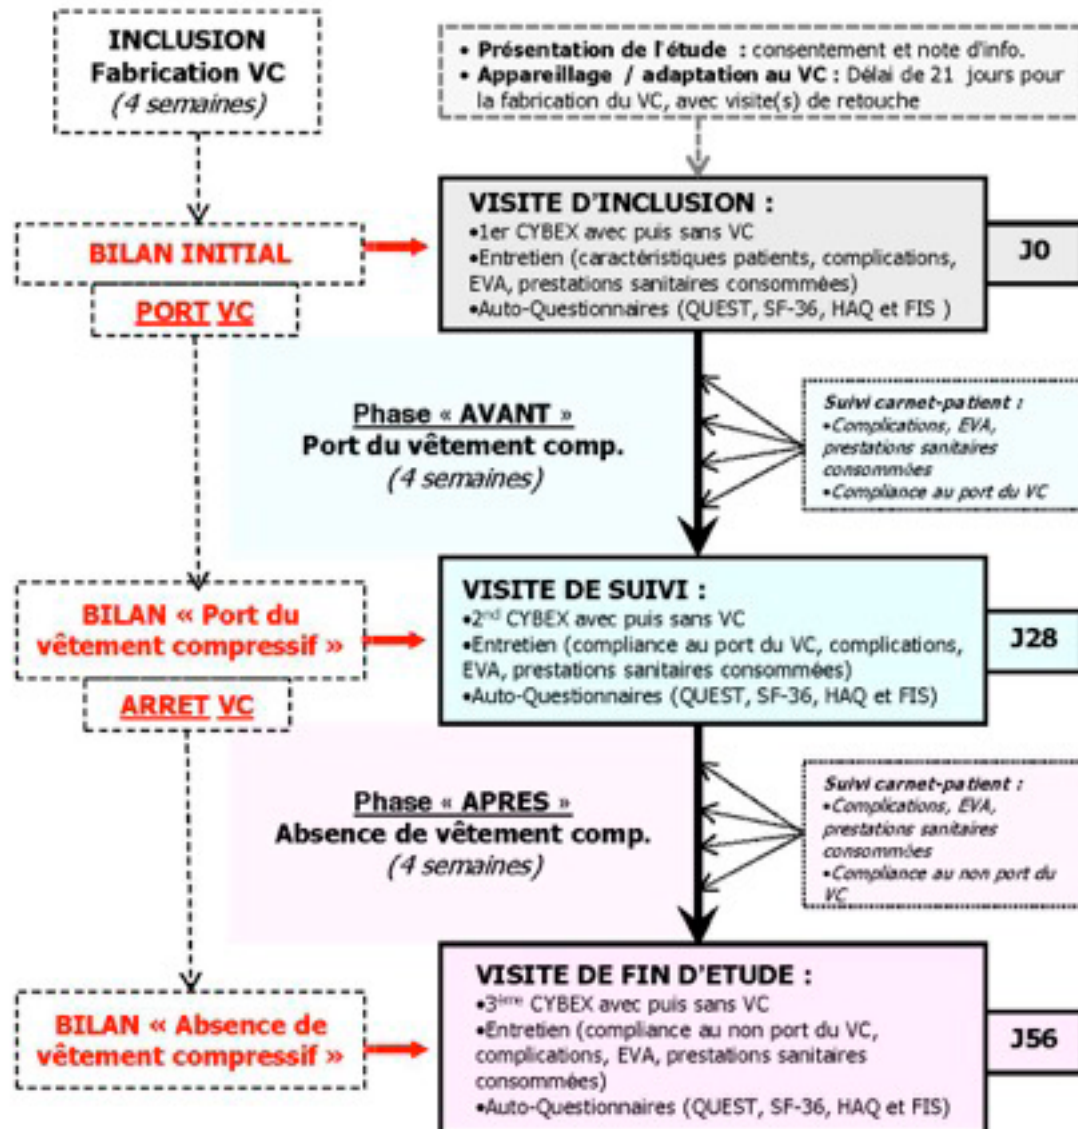 INCLUSION
Fabrication VC
(4 semaines)
• Présentation de l'étude : consentement et note d'info.
• Appareillage / adaptation au VC : Délai de 21 jours pour
la fabrication du VC, avec visite(s) de retouche
BILAN INITIAL
PORT VC
VISITE D'INCLUSION :
•1er CYBEX avec puis sans VC
•Entretien (caractéristiques patients, complications,
EVA, prestations sanitaires consommées)
•Auto-Questionnaires (QUEST, SF-36, HAQ et FIS )
J0
Phase « AVANT »
Port du vêtement comp.
(4 semaines)
Suivi carnet-patient :
•Complications, EVA,
prestations sanitaires
consommées
•Compliance au port du VC
BILAN « Port du
vêtement compressif »
ARRET VC
VISITE DE SUIVI :
•2nd CYBEX avec puis sans VC
•Entretien (compliance au port du VC, complications,
EVA, prestations sanitaires consommées)
•Auto-Questionnaires (QUEST, SF-36, HAQ et FIS)
J28
Phase « APRES »
Absence de vêtement comp.
(4 semaines)
Suivi carnet-patient :
•Complications, EVA,
prestations sanitaires
consommées
•Compliance au non port du
VC
BILAN « Absence de
vêtement compressif »
VISITE DE FIN D'ETUDE :
•3ième CYBEX avec puis sans VC
•Entretien (compliance au non port du VC,
complications, EVA, prestations sanitaires
consommées)
•Auto-Questionnaires (QUEST, SF-36, HAQ et FIS)
J56